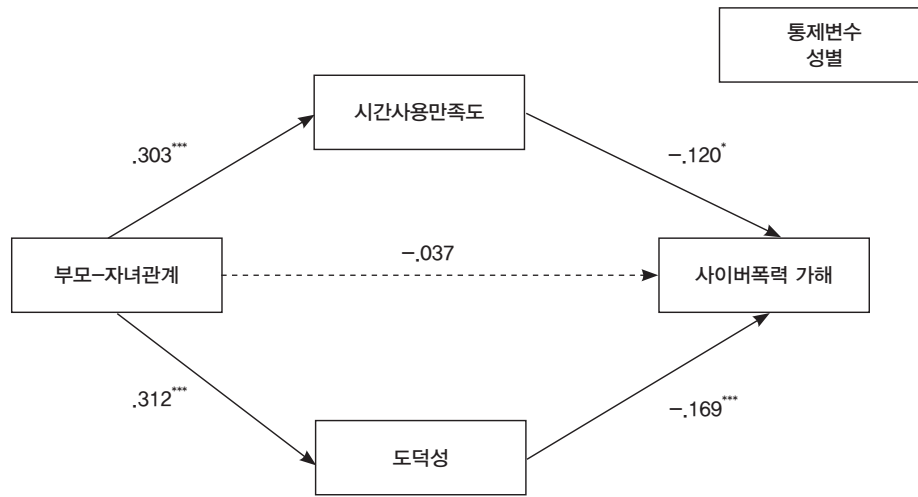 통제변수
성별
시간사용만족도
.303***
−.120*
부모−자녀관계
−.037
사이버폭력 가해
.312***
−.169***
도덕성